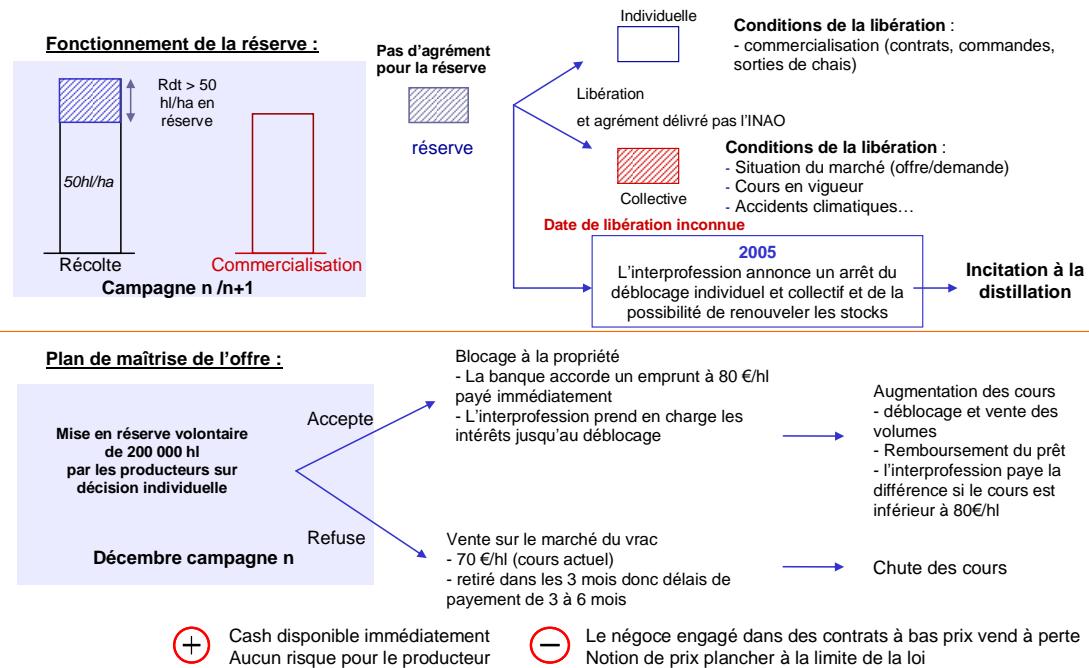 Fonctionnement de la réserve :
Rdt > 50
hl/ha en
réserve
50hl/ha
Récolte
Commercialisation
Campagne n /n+1
Pas d'agrément
pour la réserve
réserve
Individuelle
Conditions de la libération :
- commercialisation (contrats, commandes,
sorties de chais)
Libération
et agrément délivré pas l'INAO
Collective
Conditions de la libération :
- Situation du marché (offre/demande)
- Cours en vigueur
- Accidents climatiques…
Date de libération inconnue
2005
L'interprofession annonce un arrêt du
déblocage individuel et collectif et de la
possibilité de renouveler les stocks
Incitation à la
distillation
Plan de maîtrise de l'offre :
Mise en réserve volontaire
de 200 000 hl
par les producteurs sur
décision individuelle
Décembre campagne n
Accepte
Refuse
Blocage à la propriété
- La banque accorde un emprunt à 80 €/hl
payé immédiatement
- L'interprofession prend en charge les
intérêts jusqu'au déblocage
Augmentation des cours
- déblocage et vente des
volumes
- Remboursement du prêt
- l'interprofession paye la
différence si le cours est
inférieur à 80€/hl
Vente sur le marché du vrac
- 70 €/hl (cours actuel)
- retiré dans les 3 mois donc délais de
payement de 3 à 6 mois
Chute des cours
+
Cash disponible immédiatement
Aucun risque pour le producteur
−
Le négoce engagé dans des contrats à bas prix vend à perte
Notion de prix plancher à la limite de la loi